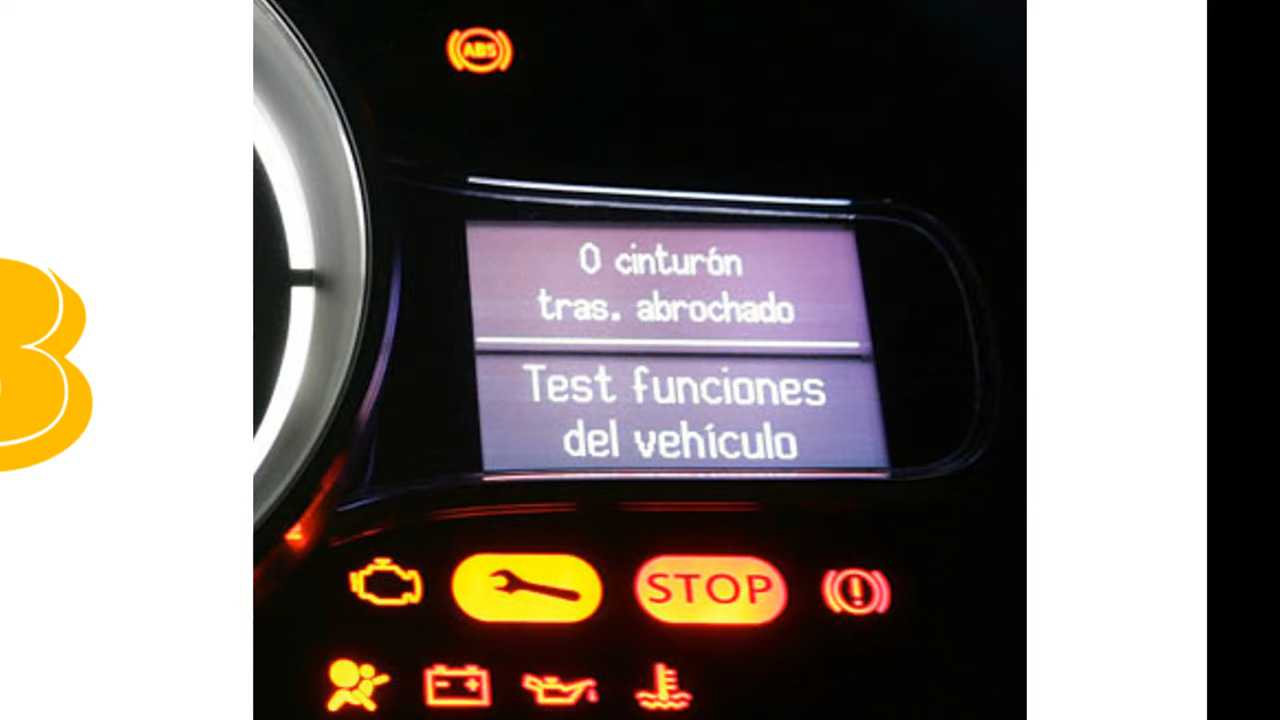 ABS
0 cinturón
tras. abrochado
Test funciones
del vehículo
STOP